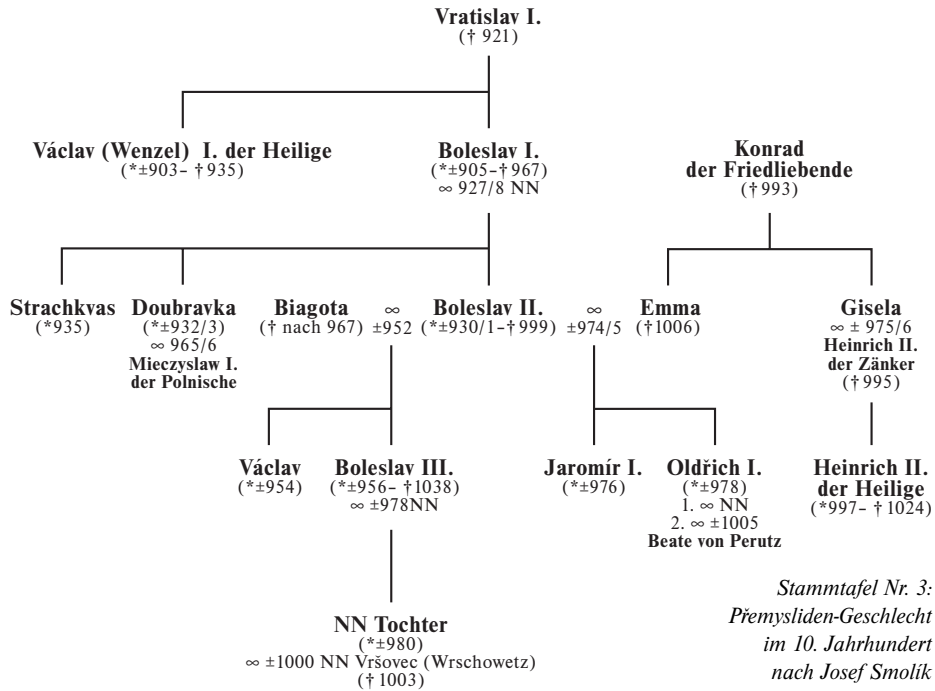 Vratislav I.
(† 921)
Václav (Wenzel) I. der Heilige
(*±903– †935)
Boleslav I.
(*±905–†967)
∞ 927/8 NN
Konrad
der Friedliebende
(†993)
Strachkvas
(*935)
Doubravka
(*±932/3)
∞ 965/6
Mieczyslaw I.
der Polnische
Biagota
(† nach 967)
∞
±952
Boleslav II.
(*±930/1–†999)
∞
±974/5
Emma
(†1006)
Gisela
∞ ± 975/6
Heinrich II.
der Zänker
(†995)
Václav
(*±954)
Boleslav III.
(*±956– †1038)
∞ ±978NN
Jaromír I.
(*±976)
Oldřich I.
(*±978)
1. ∞ NN
2. ∞ ±1005
Beate von Perutz
Heinrich II.
der Heilige
(*997– †1024)
NN Tochter
(*±980)
∞ ±1000 NN Vršovec (Wrschowetz)
(†1003)
Stammtafel Nr. 3:
Přemysliden-Geschlecht
im 10. Jahrhundert
nach Josef Smolík